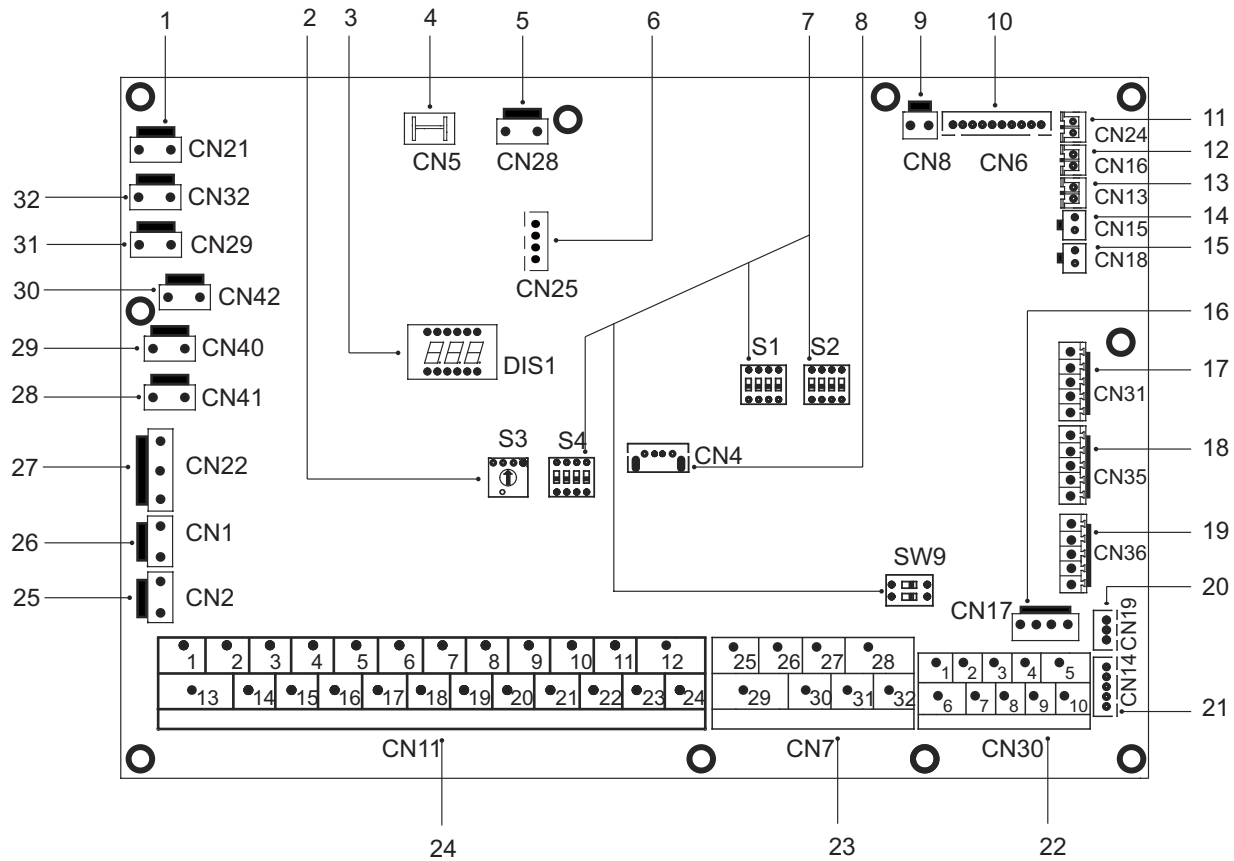 1 2 3 4 5 6 7 8 9 10
11
CN21 CN5 CN28 CN8 CN6 CN24
12
CN16
32 CN32 13
CN13
14
31 CN29 CN15
15
CN25 CN18
30 CN42
16
29 CN40 DIS1 S1 S2
17
28 CN41 CN31
S3 S4 CN4 18
27 CN22 CN35
26 CN1 19
SW9 CN36
25 CN2 CN17 20
CN19
1 2 3 4 5 6 7 8 9 10 11 12 25 26 27 28 1 2 3 4 5
CN14
13 14 15 16 17 18 19 20 21 22 23 24 29 30 31 32 6 7 8 9 10
21
CN11 CN7 CN30
24 23 22